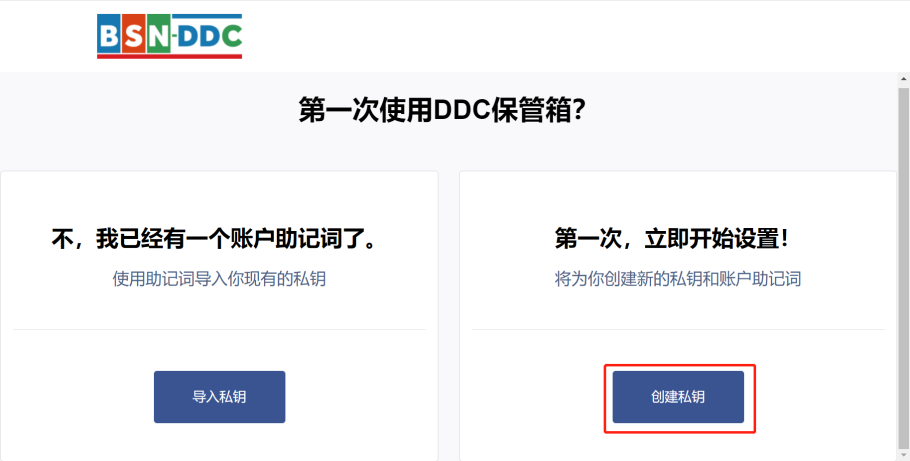 BSN-DDC
第一次使用DDC保管箱?
不，我已经有一个账户助记词了。
使用助记词导入你现有的私钥
导入私钥
第一次，立即开始设置!
将为你创建新的私钥和账户助记词
创建私钥